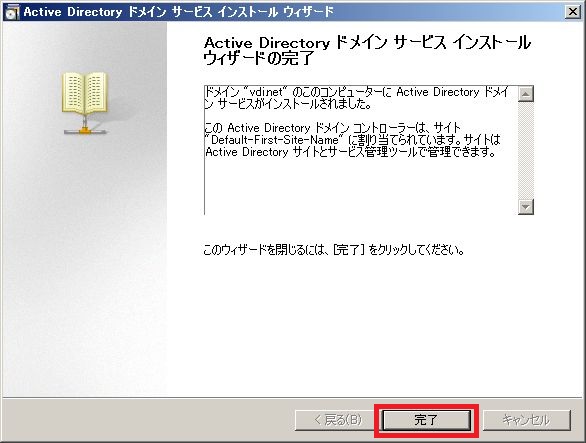 Active Directory ドメイン サービス インストール ウィザード
Active Directory ドメイン サービス インストール
ウィザードの完了
ドメイン "vdi.net" のこのコンピューターに Active Directory ドメイ
ン サービスがインストールされました。
この Active Directory ドメイン コントローラーは、サイト
"Default-First-Site-Name" に割り当てられています。サイトは
Active Directory サイトとサービス管理ツールで管理できます。
このウィザードを閉じるには、[完了] をクリックしてください。
< 戻る(B)
完了
キャンセル